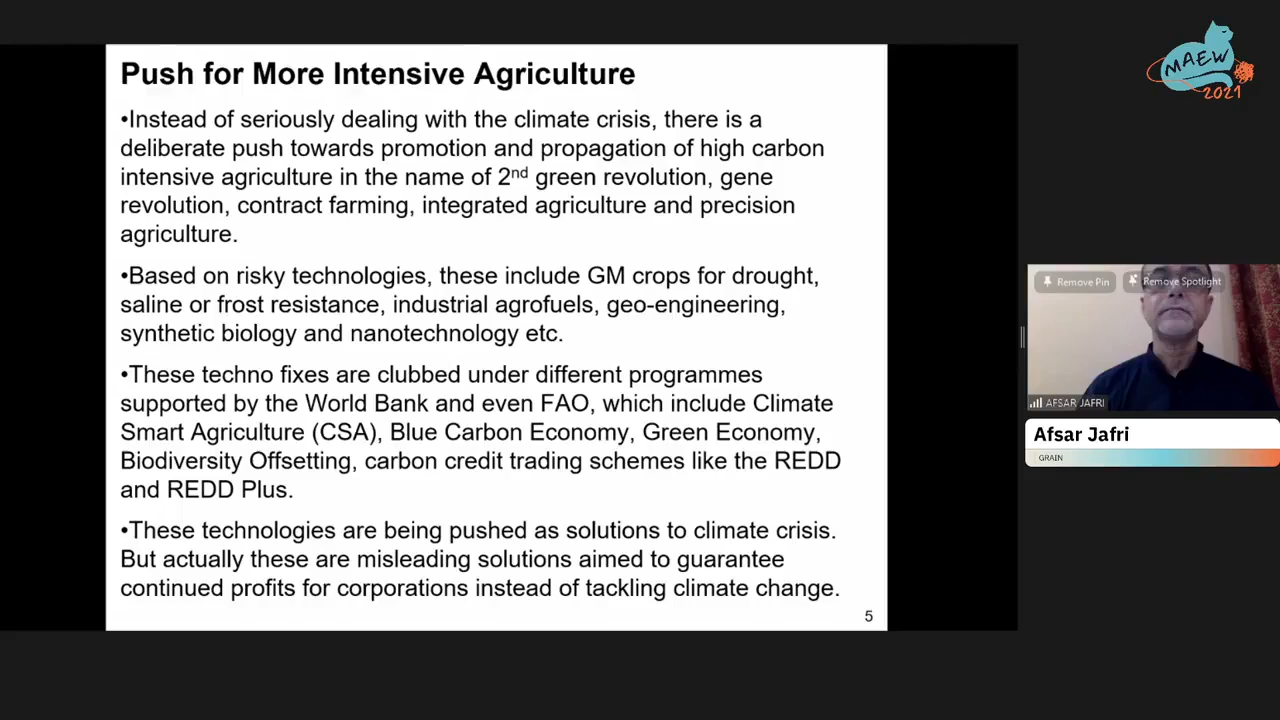 MAEW
2021
Push for More Intensive Agriculture
•Instead of seriously dealing with the climate crisis, there is a
deliberate push towards promotion and propagation of high carbon
intensive agriculture in the name of 2nd green revolution, gene
revolution, contract farming, integrated agriculture and precision
agriculture.
•Based on risky technologies, these include GM crops for drought,
saline or frost resistance, industrial agrofuels, geo-engineering,
synthetic biology and nanotechnology etc.
•These techno fixes are clubbed under different programmes
supported by the World Bank and even FAO, which include Climate
Smart Agriculture (CSA), Blue Carbon Economy, Green Economy,
Biodiversity Offsetting, carbon credit trading schemes like the REDD
and REDD Plus.
•These technologies are being pushed as solutions to climate crisis.
But actually these are misleading solutions aimed to guarantee
continued profits for corporations instead of tackling climate change.
5
Remove Pin
Remove Spotlight
AFSAR JAFRI
Afsar Jafri
GRAIN